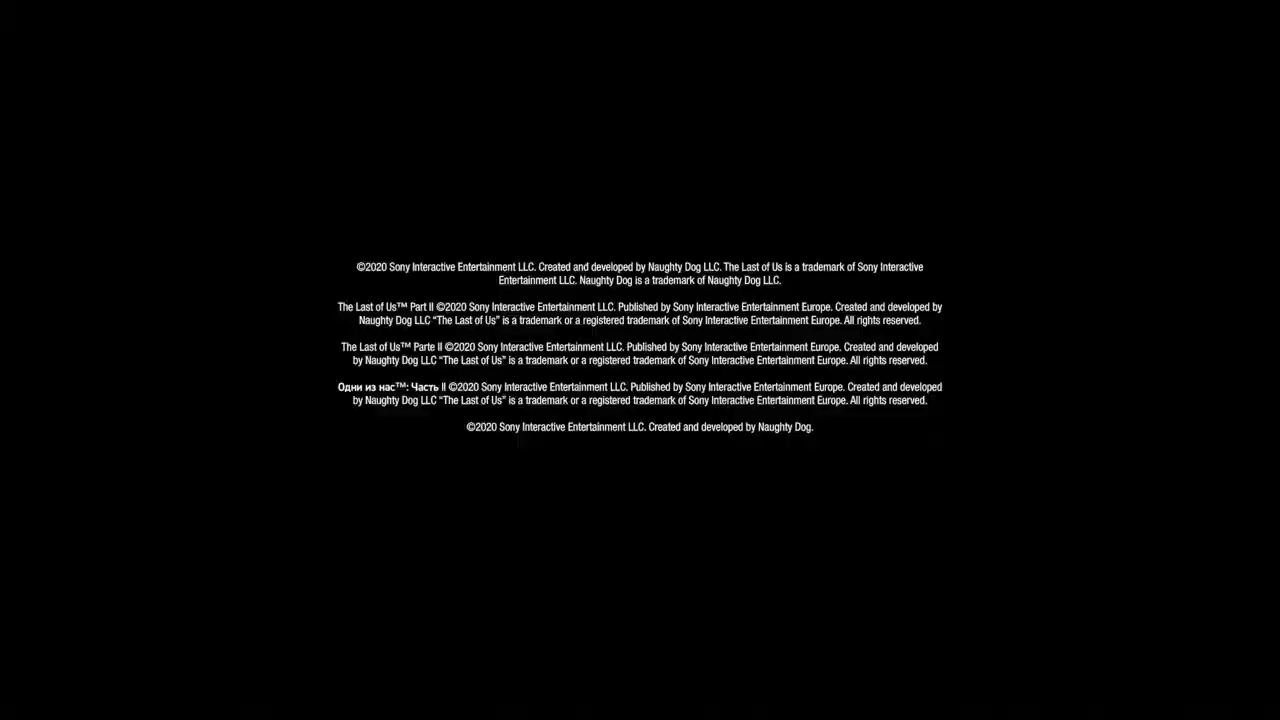 ©2020 Sony Interactive Entertainment LLC. Created and developed by Naughty Dog LLC. The Last of Us is a trademark of Sony Interactive
Entertainment LLC. Naughty Dog is a trademark of Naughty Dog LLC.
The Last of Us™ Part II ©2020 Sony Interactive Entertainment LLC. Published by Sony Interactive Entertainment Europe. Created and developed by
Naughty Dog LLC “The Last of Us” is a trademark or a registered trademark of Sony Interactive Entertainment Europe. All rights reserved.
The Last of Us™ Parte II ©2020 Sony Interactive Entertainment LLC. Published by Sony Interactive Entertainment Europe. Created and developed
by Naughty Dog LLC “The Last of Us” is a trademark or a registered trademark of Sony Interactive Entertainment Europe. All rights reserved.
Одни из нас™: Часть II ©2020 Sony Interactive Entertainment LLC. Published by Sony Interactive Entertainment Europe. Created and developed
by Naughty Dog LLC “The Last of Us” is a trademark or a registered trademark of Sony Interactive Entertainment Europe. All rights reserved.
©2020 Sony Interactive Entertainment LLC. Created and developed by Naughty Dog.